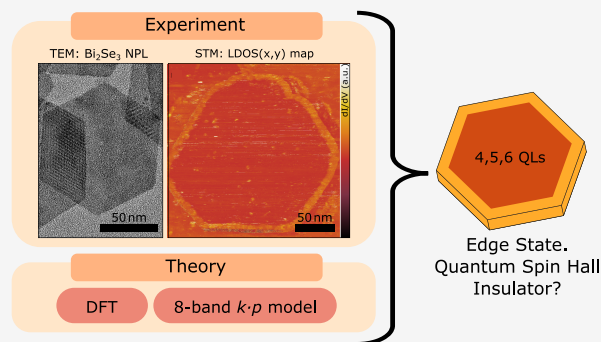 Experiment
TEM: Bi₂Se₃ NPL
STM: LDOS(x,y) map
dI/dV (a.u.)
50 nm
50 nm
4,5,6 QLs
Edge State.
Quantum Spin Hall
Insulator?
Theory
DFT
8-band k·p model